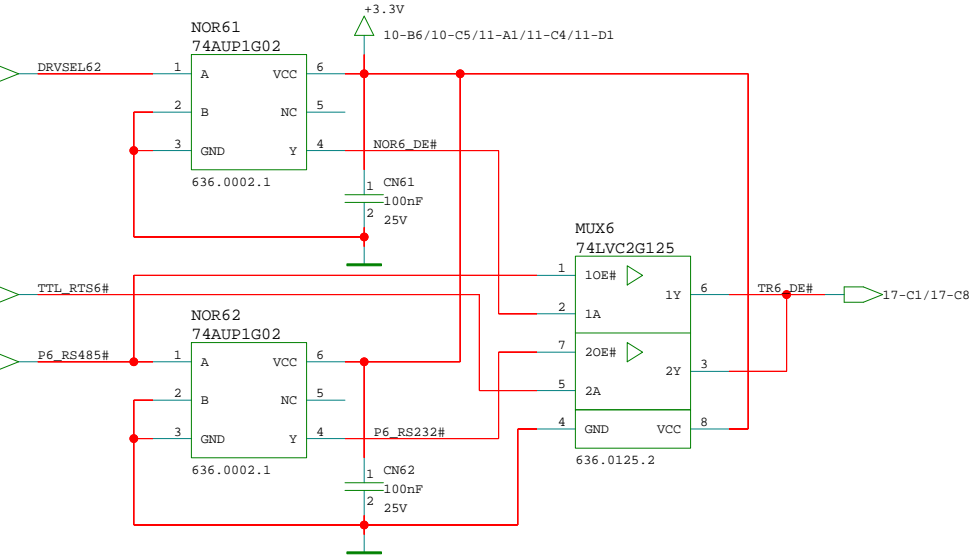 +3.3V
10-B6/10-C5/11-A1/11-C4/11-D1
NOR61
74AUP1G02
DRVSEL62 1 A VCC 6
2 B NC 5
3 GND Y 4 NOR6_DE#
636.0002.1
1 CN61
100nF
2 25V
MUX6
74LVC2G125
1 1OE#
TTL_RTS6#
1Y 6 TR6_DE# 17-C1/17-C8
2 1A
NOR62
74AUP1G02
P6_RS485# 1 A VCC 6
7 2OE#
2Y 3
5 2A
2 B NC 5
3 GND Y 4 P6_RS232#
4 GND VCC 8
636.0125.2
636.0002.1
1 CN62
100nF
2 25V